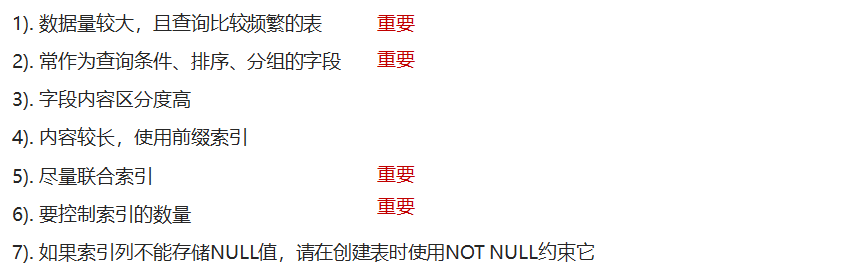 1). 数据量较大，且查询比较频繁的表 重要
2). 常作为查询条件、排序、分组的字段 重要
3). 字段内容区分度高
4). 内容较长，使用前缀索引
5). 尽量联合索引 重要
6). 要控制索引的数量 重要
7). 如果索引列不能存储NULL值，请在创建表时使用NOT NULL约束它